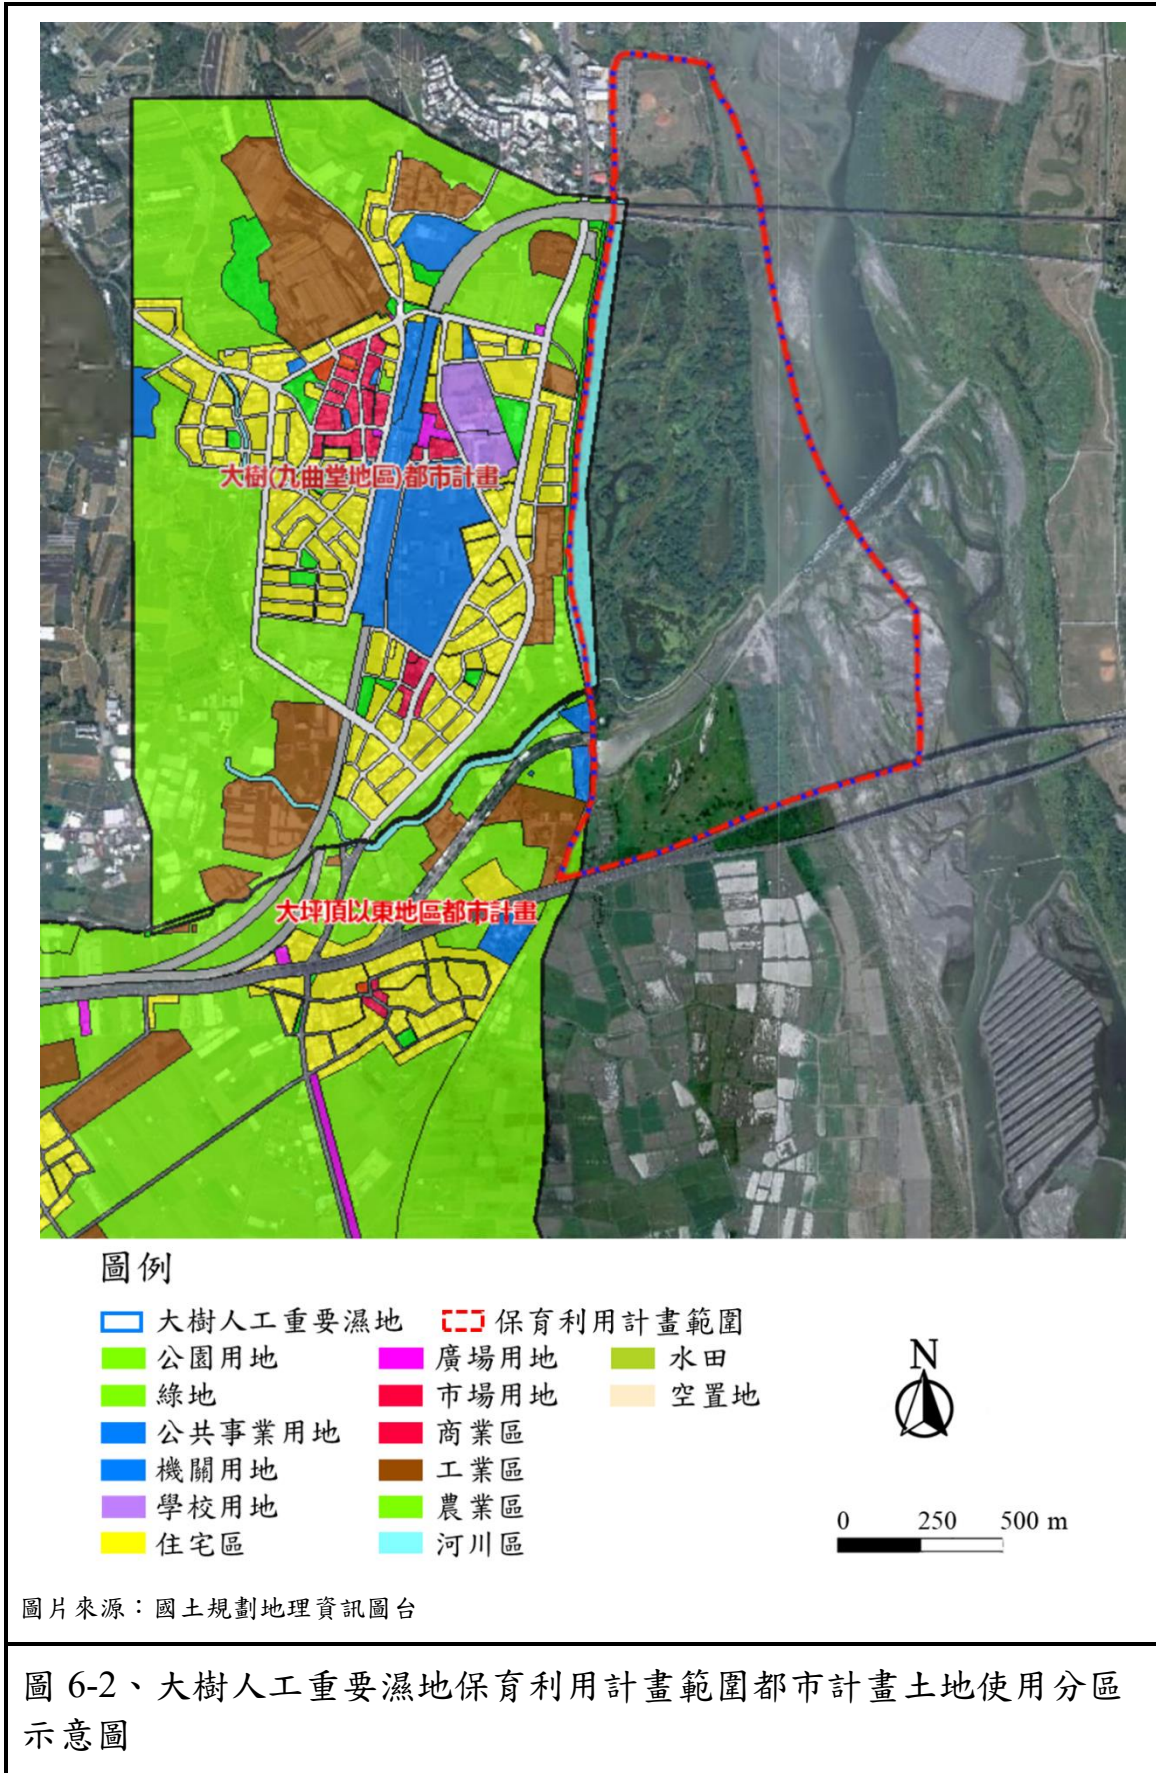 大樹(九曲堂地區)都市計畫
大坪頂以東地區都市計畫
圖例
大樹人工重要濕地
保育利用計畫範圍
公園用地
廣場用地
水田
綠地
市場用地
空置地
公共事業用地
商業區
機關用地
工業區
學校用地
農業區
住宅區
河川區
N
0 250 500 m
圖片來源：國土規劃地理資訊圖台
圖 6-2、大樹人工重要濕地保育利用計畫範圍都市計畫土地使用分區
示意圖